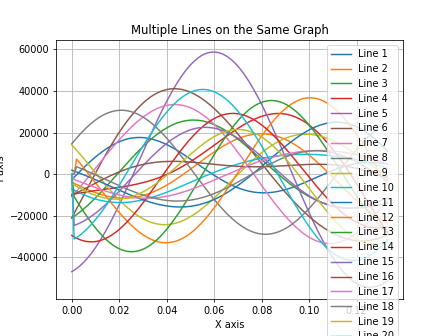 Multiple Lines on the Same Graph
60000
40000
20000
0
−20000
−40000
0.00
0.02
0.04
0.06
0.08
0.10
X axis
Line 1
Line 2
Line 3
Line 4
Line 5
Line 6
Line 7
Line 8
Line 9
Line 10
Line 11
Line 12
Line 13
Line 14
Line 15
Line 16
Line 17
Line 18
Line 19
Line 20